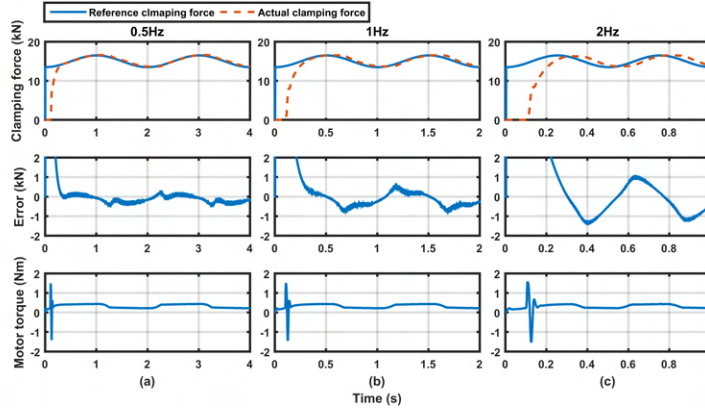 Reference clmaping force Actual clamping force
0.5Hz 1Hz 2Hz
Clamping force (kN)
20 20 20
10 10 10
0 0 0
0 1 2 3 4 0 0.5 1 1.5 2 0 0.2 0.4 0.6 0.8
Error (kN)
2 2 2
1 1 1
0 0 0
-1 -1 -1
-2 -2 -2
0 1 2 3 4 0 0.5 1 1.5 2 0 0.2 0.4 0.6 0.8
Motor torque (Nm)
2 2 2
1 1 1
0 0 0
-1 -1 -1
-2 -2 -2
0 1 2 3 4 0 0.5 1 1.5 2 0 0.2 0.4 0.6 0.8
(a) (b) (c)
Time (s)